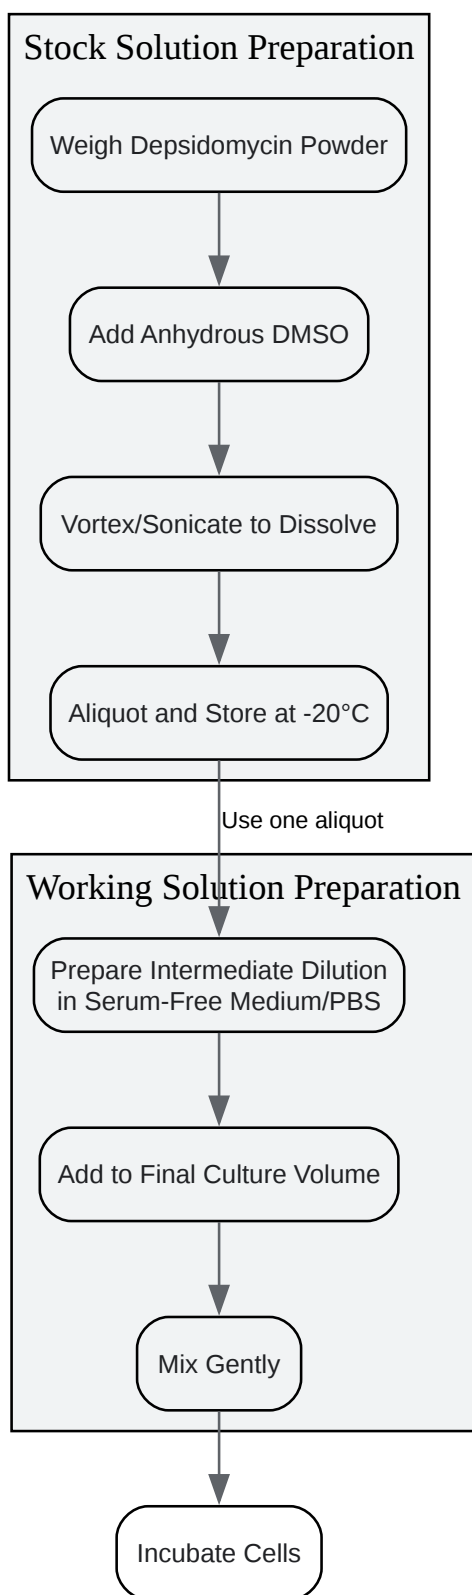 Stock Solution Preparation
Weigh Depsidomycin Powder
Add Anhydrous DMSO
Vortex/Sonicate to Dissolve
Aliquot and Store at -20°C
Use one aliquot
Working Solution Preparation
Prepare Intermediate Dilution
in Serum-Free Medium/PBS
Add to Final Culture Volume
Mix Gently
Incubate Cells